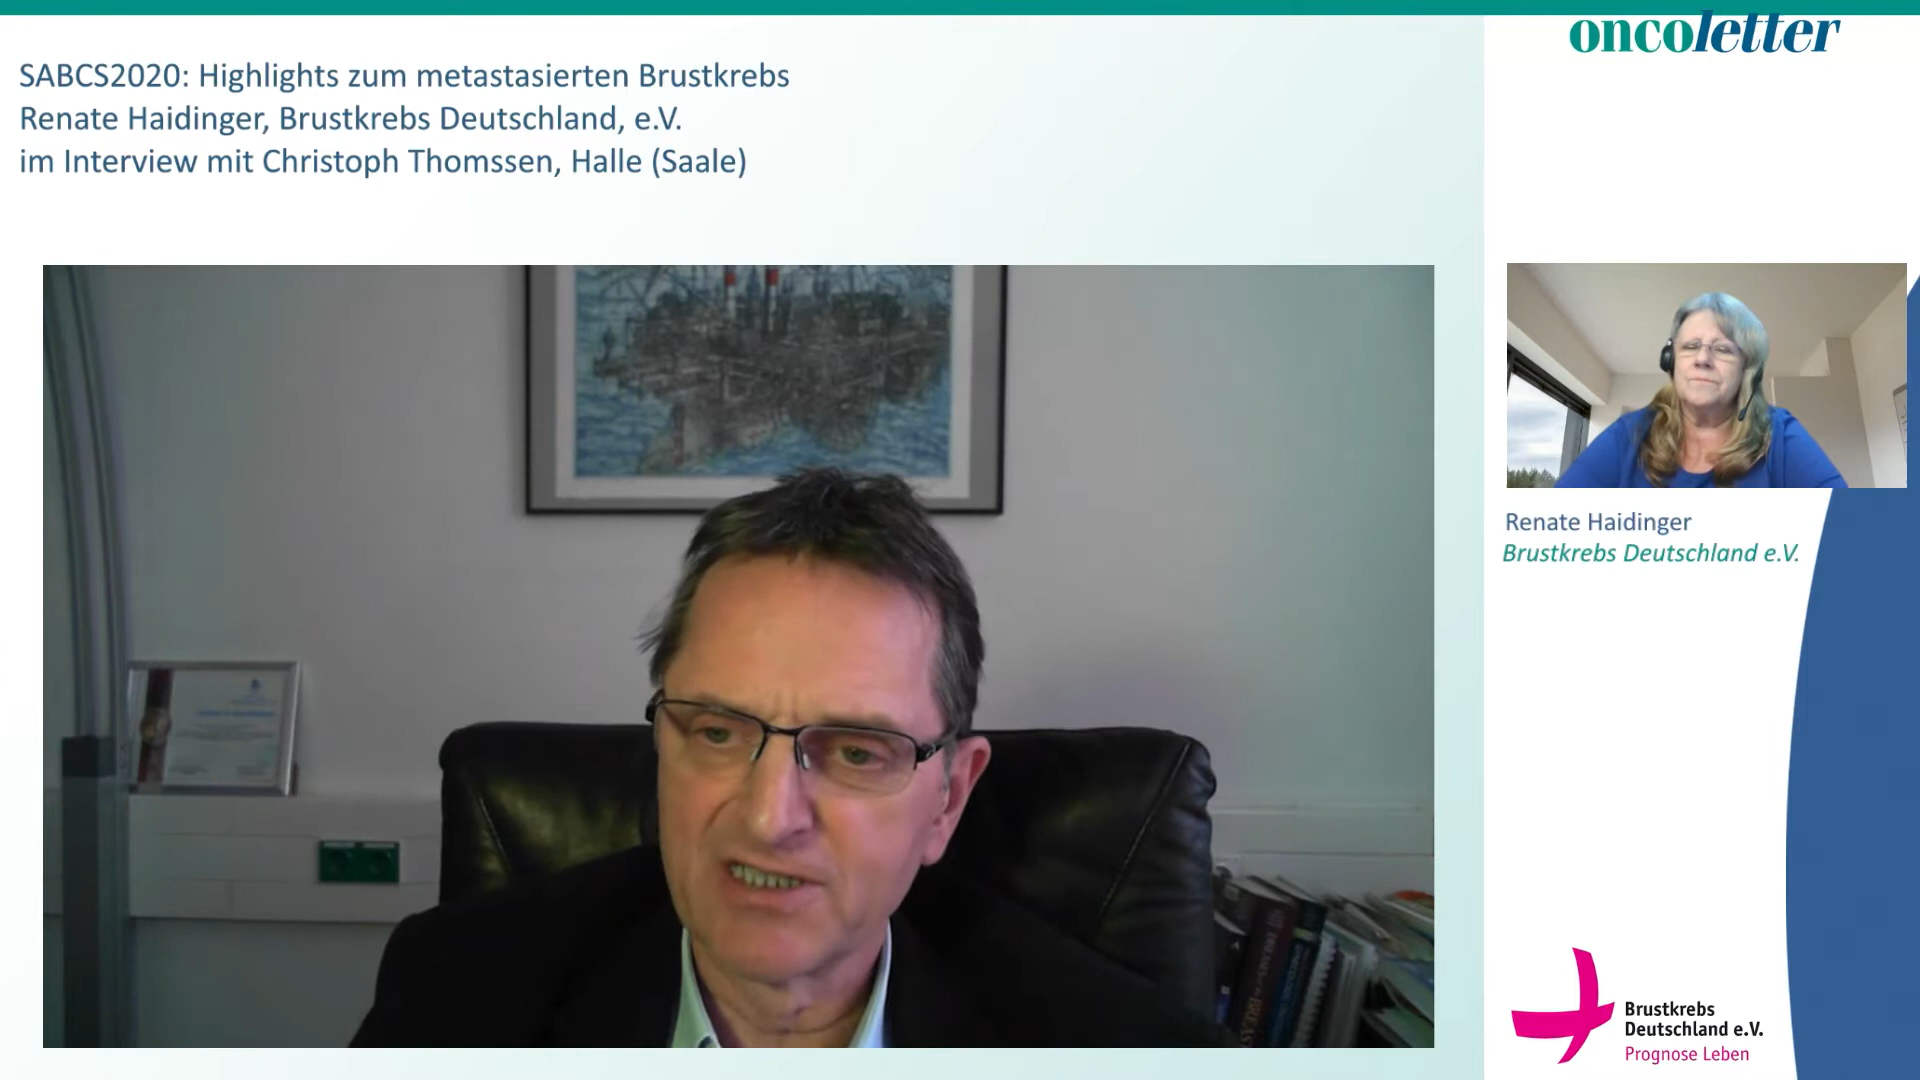 oncoletter
SABCS2020: Highlights zum metastasierten Brustkrebs
Renate Haidinger, Brustkrebs Deutschland, e.V.
im Interview mit Christoph Thomssen, Halle (Saale)
Renate Haidinger
Brustkrebs Deutschland e.V.
Brustkrebs
Deutschland e.V.
Prognose Leben